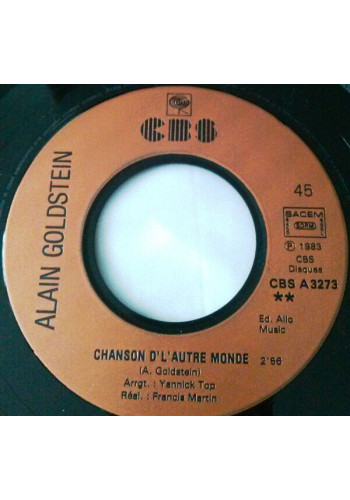 CBS
ALAIN GOLDSTEIN
45
SACEM
SDRM
℗ 1983
CBS
Disques
CBS A 3273
**
Ed. Allo
Music
CHANSON D'L'AUTRE MONDE 2'56
(A. Goldstein)
Arrgt. : Yannick Top
Réal. : Francis Martin